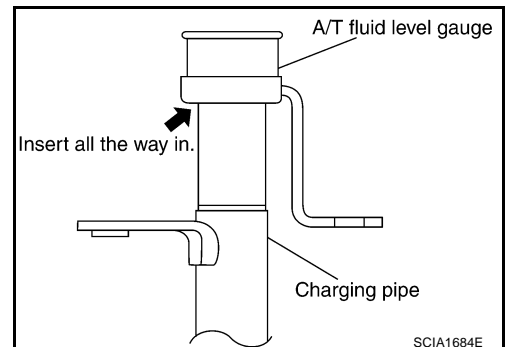 A/T fluid level gauge
Insert all the way in.
Charging pipe
SCIA1684E